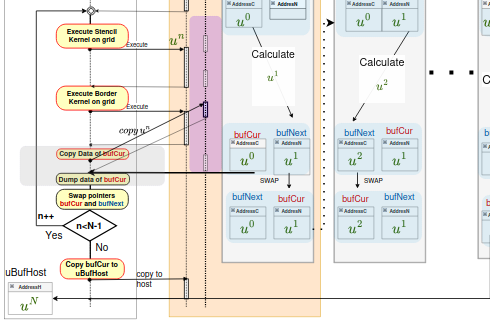 AddressC
AddressN
u^0
AddressC
AddressN
u^0
u^1
Execute Stencil
Kernel on grid
Execute
u^n
Calculate
u^1
Calculate
u^2
Execute Border
Kernel on grid
Execute
copy u^n
bufCur
bufNext
AddressC
AddressN
u^0
u^1
bufNext
bufCur
AddressC
AddressN
u^2
u^1
Copy Data of bufCur
Dump data of bufCur
SWAP
SWAP
Swap pointers
bufCur and bufNext
bufNext
bufCur
AddressC
AddressN
u^0
u^1
bufNext
bufCur
AddressC
AddressN
u^2
u^1
n++
n<N-1
Yes
No
Copy bufCur to
uBufHost
copy to
host
uBufHost
AddressH
u^N